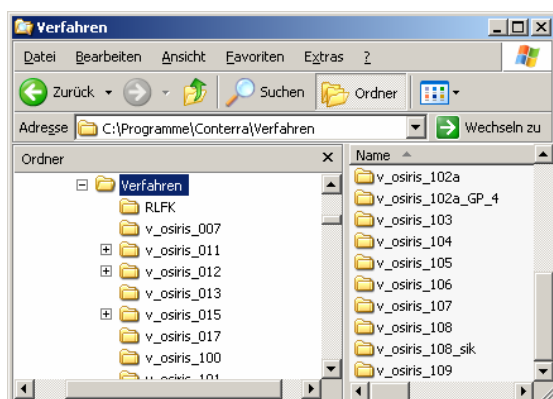 Verfahren
Datei Bearbeiten Ansicht Favoriten Extras ?
Zurück Suchen Ordner
Adresse C:\Programme\Conterra\Verfahren Wechseln zu
Ordner
Verfahren
RLFK
v_osiris_007
v_osiris_011
v_osiris_012
v_osiris_013
v_osiris_015
v_osiris_017
v_osiris_100
v_osiris_101
Name
v_osiris_102a
v_osiris_102a_GP_4
v_osiris_103
v_osiris_104
v_osiris_105
v_osiris_106
v_osiris_107
v_osiris_108
v_osiris_108_sik
v_osiris_109